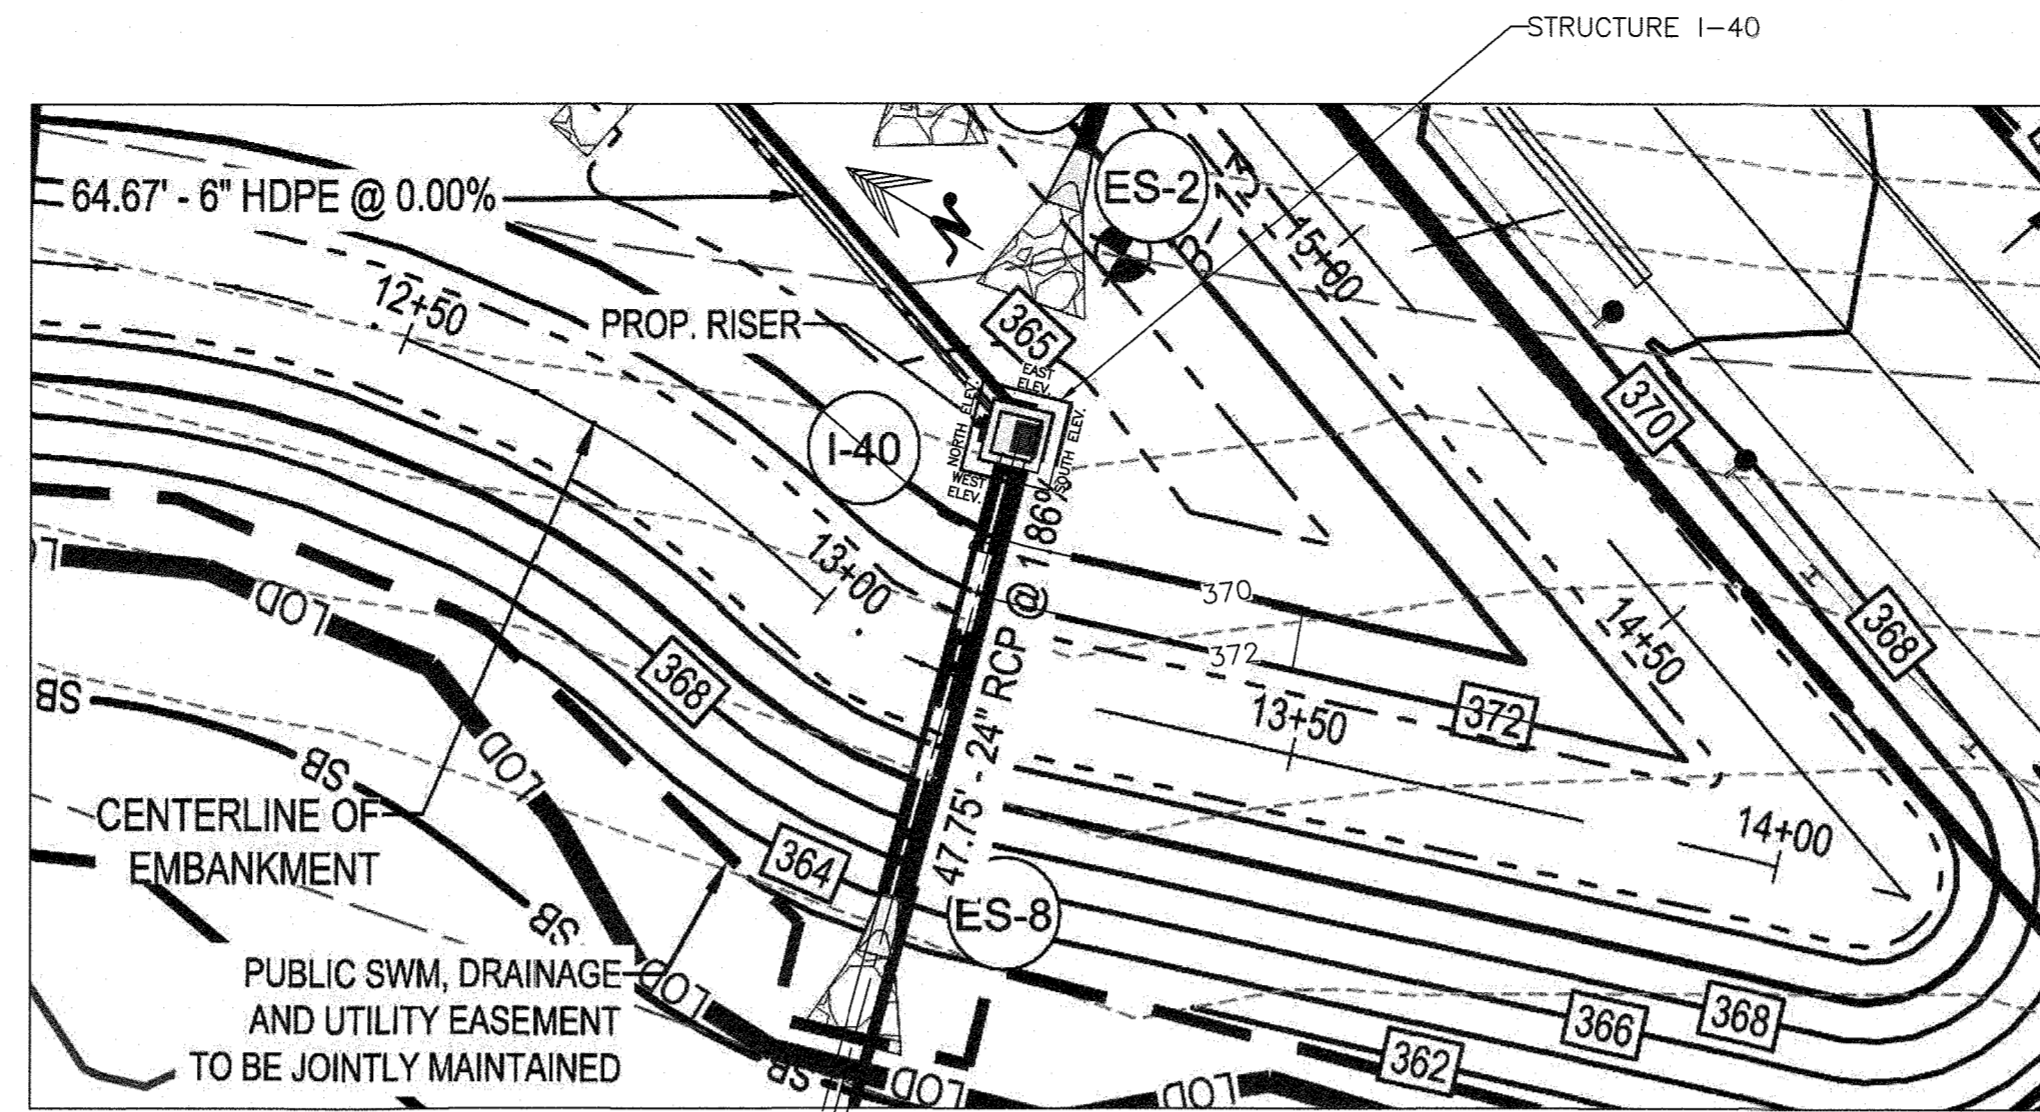 STRUCTURE I-40
64.67' - 6" HDPE @ 0.00%
ES-2
B-12
15+00
12+50
PROP. RISER
365
EAST
ELEV.
NORTH ELEV.
SOUTH ELEV.
WEST
ELEV.
I-40
370
13+00
47.75' - 24" RCP @ 1.86%
370
372
14+50
368
368
372
13+50
14+00
LOD
LOD
LOD
SB
SB
SB
CENTERLINE OF
EMBANKMENT
364
ES-8
PUBLIC SWM, DRAINAGE
AND UTILITY EASEMENT
TO BE JOINTLY MAINTAINED
LOD
SB
LOD
LOD
362
366
368